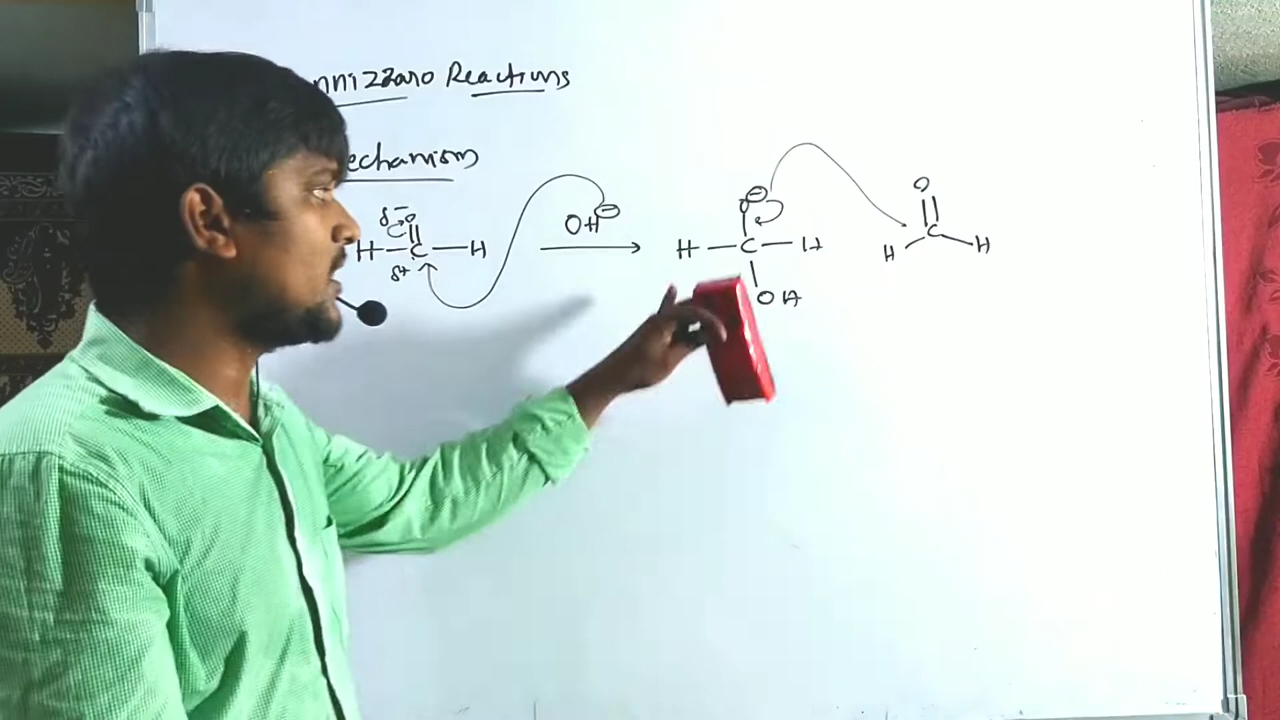 nnizzaro Reactions
echanism
δ- O OH⊖ O⊖ O
H-C-H H-C-H C
δ+ OH H H